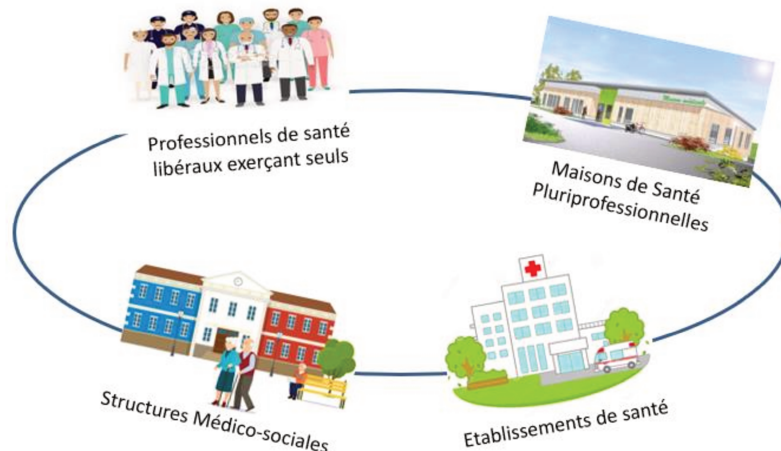 Professionnels de santé
libéraux exerçant seuls
Maisons de Santé
Pluriprofessionnelles
Structures Médico-sociales
Etablissements de santé